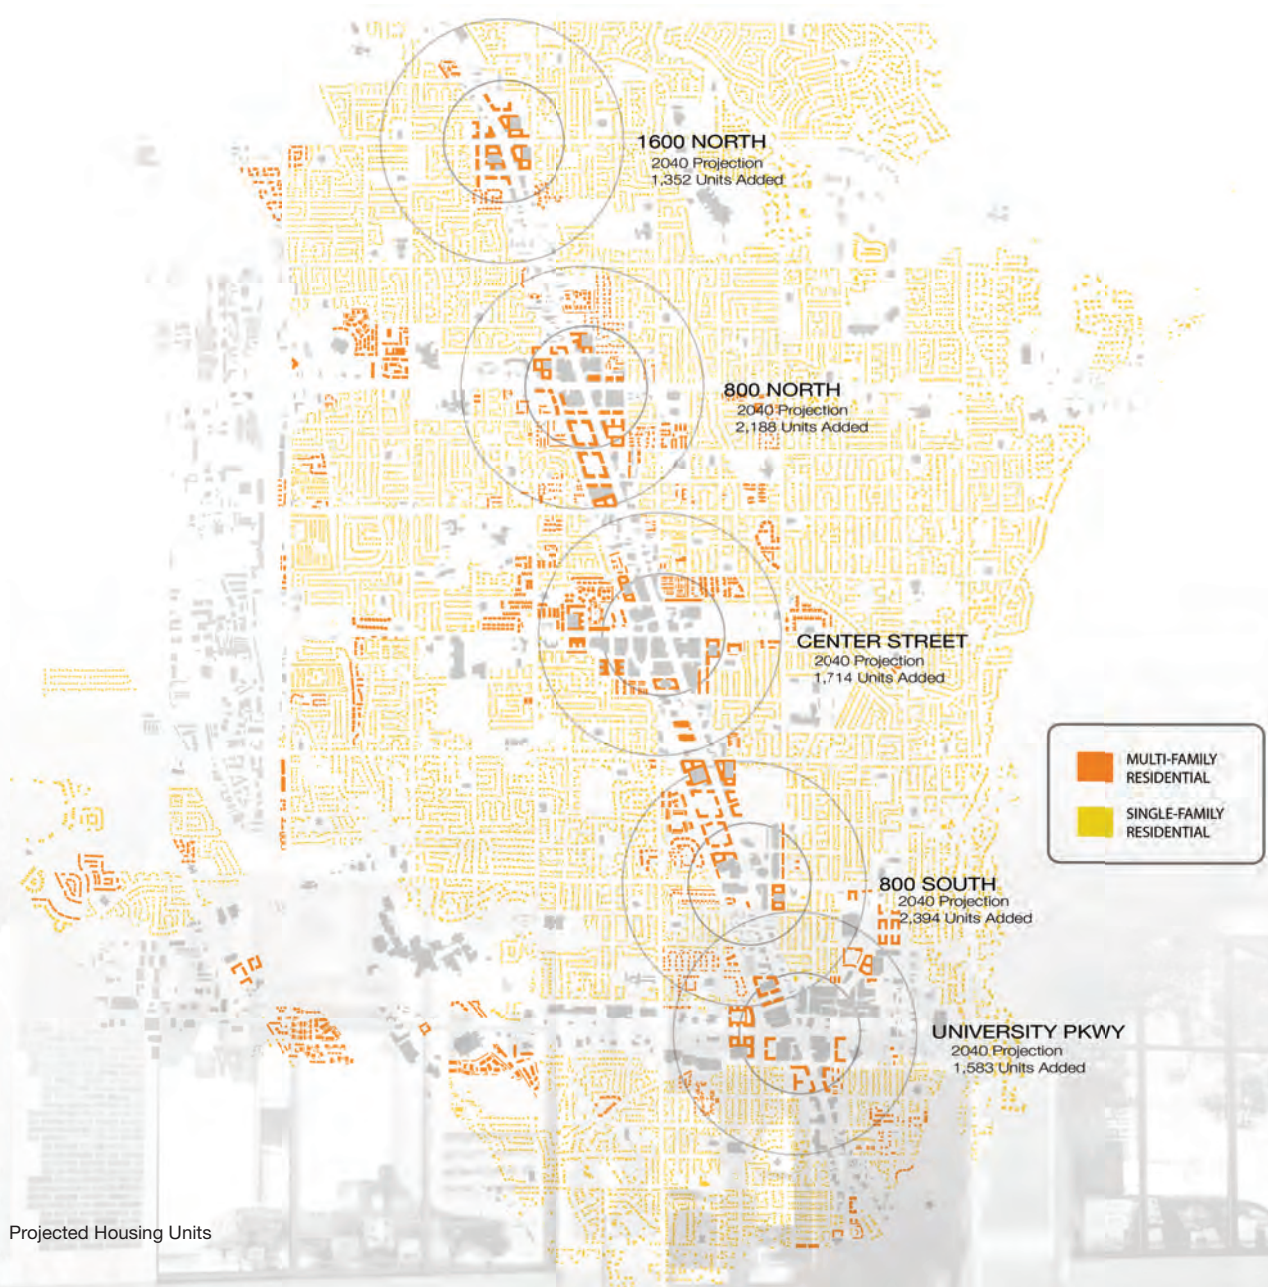 1600 NORTH
2040 Projection
1,352 Units Added
800 NORTH
2040 Projection
2,188 Units Added
CENTER STREET
2040 Projection
1,714 Units Added
MULTI-FAMILY
RESIDENTIAL
SINGLE-FAMILY
RESIDENTIAL
800 SOUTH
2040 Projection
2,394 Units Added
UNIVERSITY PKWY
2040 Projection
1,583 Units Added
Projected Housing Units